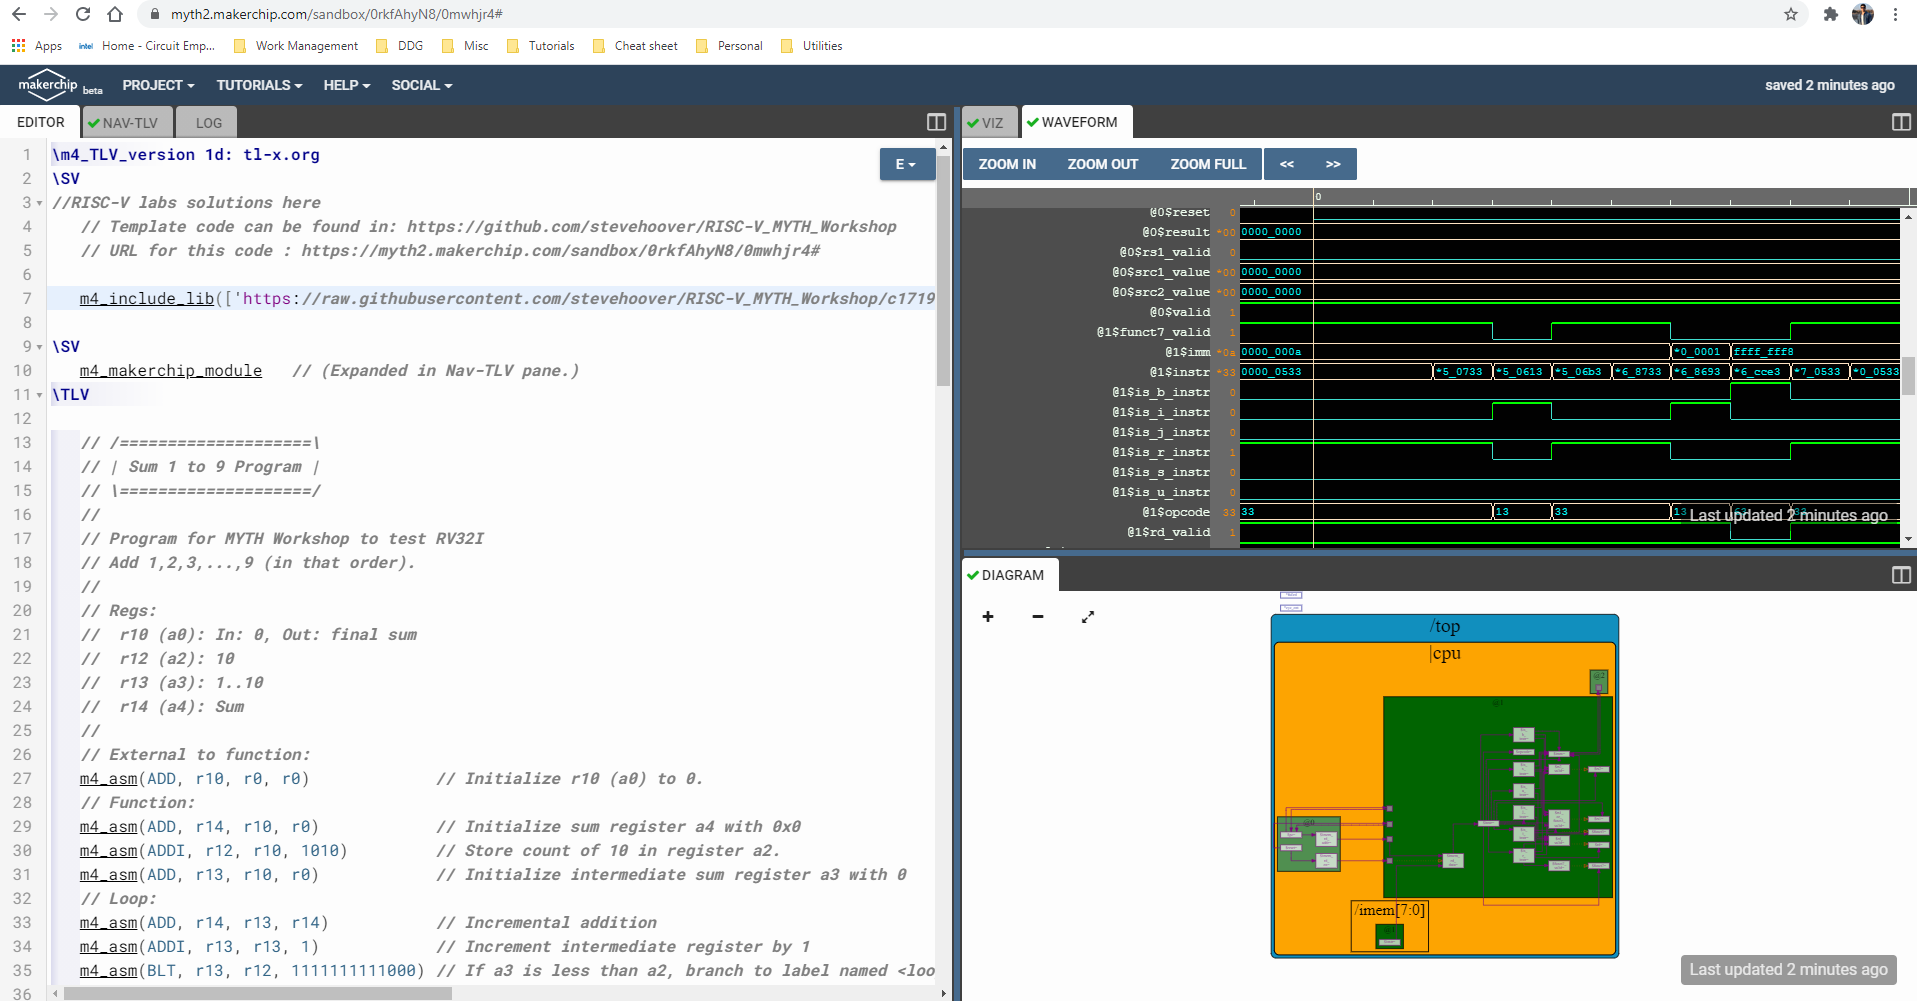 myth2.makerchip.com/sandbox/0rkfAhyN8/0mwhjr4#
Apps
intel Home - Circuit Emp...
Work Management
DDG
Misc
Tutorials
Cheat sheet
Personal
Utilities
makerchip beta
PROJECT
TUTORIALS
HELP
SOCIAL
saved 2 minutes ago
EDITOR
NAV-TLV
LOG
E
1 \m4_TLV_version 1d: tl-x.org
2 \SV
3 //RISC-V labs solutions here
4 // Template code can be found in: https://github.com/stevehoover/RISC-V_MYTH_Workshop
5 // URL for this code : https://myth2.makerchip.com/sandbox/0rkfAhyN8/0mwhjr4#
6
7 m4_include_lib(['https://raw.githubusercontent.com/stevehoover/RISC-V_MYTH_Workshop/c1719
8
9 \SV
10 m4_makerchip_module // (Expanded in Nav-TLV pane.)
11 \TLV
12
13 // /====================\
14 // | Sum 1 to 9 Program |
15 // \====================/
16 //
17 // Program for MYTH Workshop to test RV32I
18 // Add 1,2,3,...,9 (in that order).
19 //
20 // Regs:
21 // r10 (a0): In: 0, Out: final sum
22 // r12 (a2): 10
23 // r13 (a3): 1..10
24 // r14 (a4): Sum
25 //
26 // External to function:
27 m4_asm(ADD, r10, r0, r0) // Initialize r10 (a0) to 0.
28 // Function:
29 m4_asm(ADD, r14, r10, r0) // Initialize sum register a4 with 0x0
30 m4_asm(ADDI, r12, r10, 1010) // Store count of 10 in register a2.
31 m4_asm(ADD, r13, r10, r0) // Initialize intermediate sum register a3 with 0
32 // Loop:
33 m4_asm(ADD, r14, r13, r14) // Incremental addition
34 m4_asm(ADDI, r13, r13, 1) // Increment intermediate register by 1
35 m4_asm(BLT, r13, r12, 1111111111000) // If a3 is less than a2, branch to label named <loo
36
VIZ
WAVEFORM
ZOOM IN
ZOOM OUT
ZOOM FULL
<<
>>
0
@0$reset 0
@0$result *00 0000_0000
@0$rs1_valid 0
@0$src1_value *00 0000_0000
@0$src2_value *00 0000_0000
@0$valid 1
@1$funct7_valid 1
@1$imm *0a 0000_000a *0_0001 ffff_fff8
@1$instr *33 0000_0533 *5_0733 *5_0613 *5_06b3 *6_8733 *6_8693 *6_cce3 *7_0533 *0_0533
@1$is_b_instr 0
@1$is_i_instr 0
@1$is_j_instr 0
@1$is_r_instr 1
@1$is_s_instr 0
@1$is_u_instr 0
@1$opcode 33 33 13 33 13
Last updated 2 minutes ago
@1$rd_valid 1
DIAGRAM
+
−
/top
|cpu
/imem[7:0]
Last updated 2 minutes ago